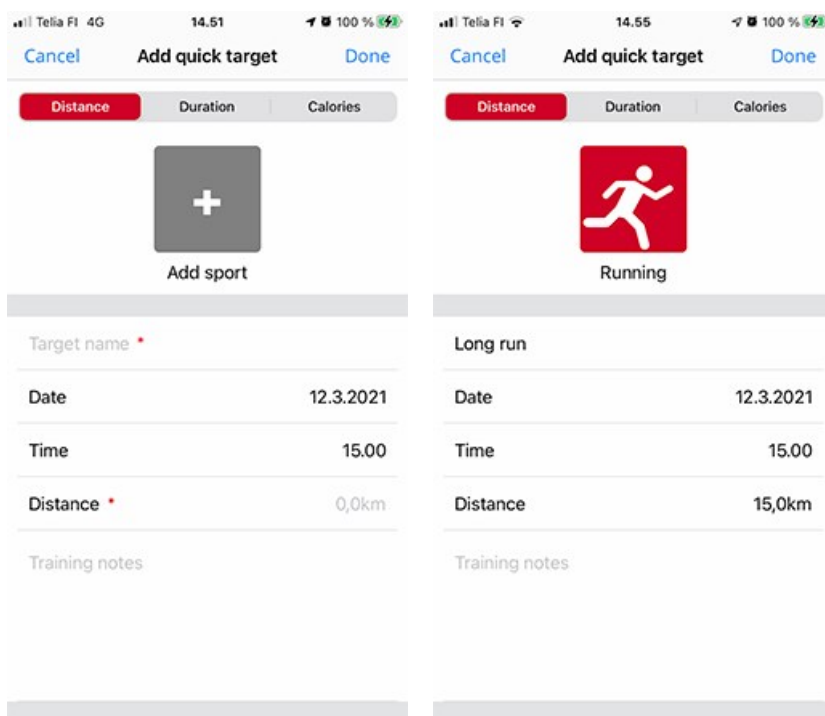 Telia FI 4G 14.51 100 %
Cancel Add quick target Done
Distance Duration Calories
Add sport
Target name *
Date 12.3.2021
Time 15.00
Distance * 0,0km
Training notes
Telia FI 14.55 100 %
Cancel Add quick target Done
Distance Duration Calories
Running
Long run
Date 12.3.2021
Time 15.00
Distance 15,0km
Training notes